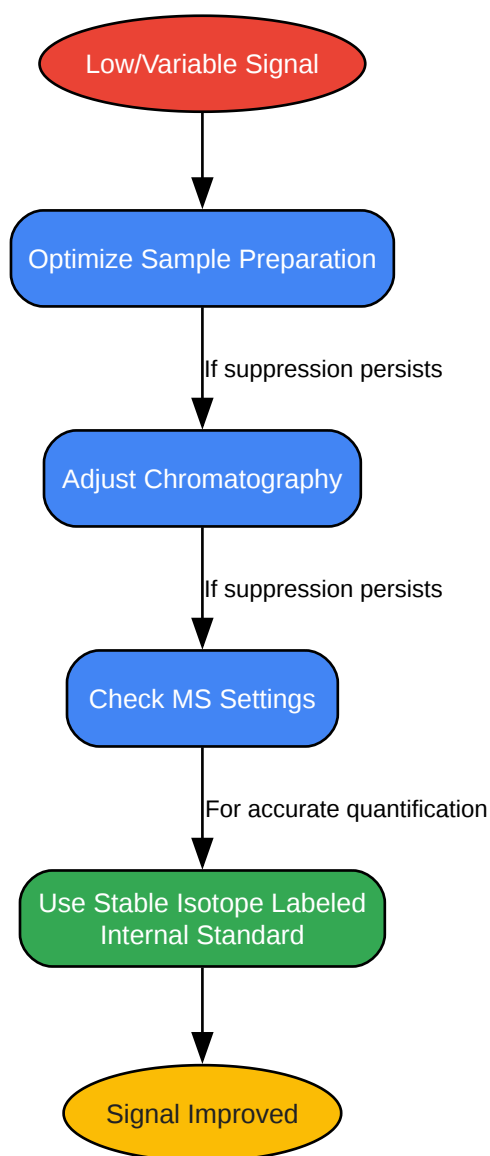 Low/Variable Signal
Optimize Sample Preparation
If suppression persists
Adjust Chromatography
If suppression persists
Check MS Settings
For accurate quantification
Use Stable Isotope Labeled
Internal Standard
Signal Improved